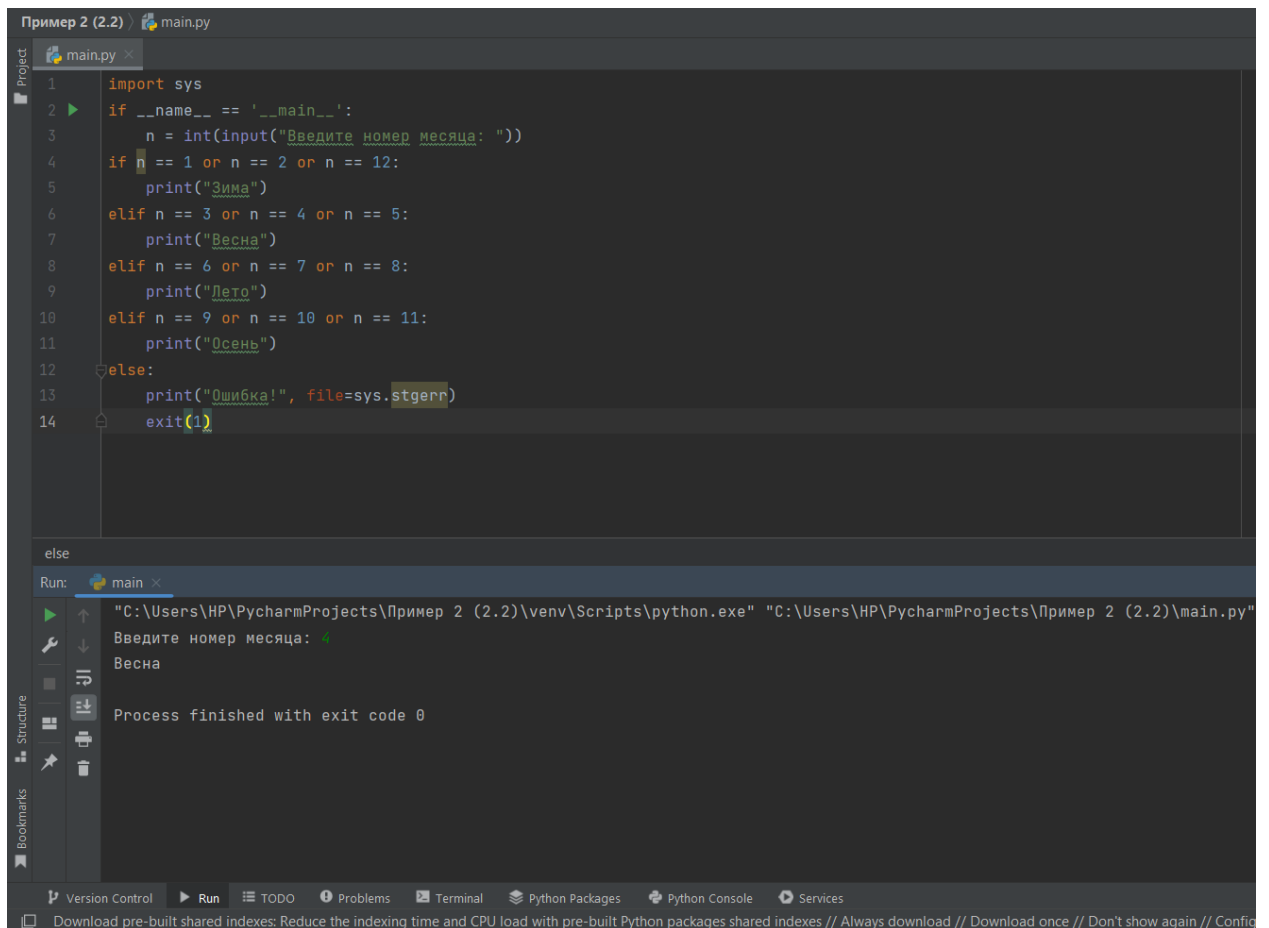 Пример 2 (2.2) main.py
Project
main.py
1 import sys
2 if __name__ == '__main__':
3     n = int(input("Введите номер месяца: "))
4 if n == 1 or n == 2 or n == 12:
5     print("Зима")
6 elif n == 3 or n == 4 or n == 5:
7     print("Весна")
8 elif n == 6 or n == 7 or n == 8:
9     print("Лето")
10 elif n == 9 or n == 10 or n == 11:
11     print("Осень")
12 else:
13     print("Ошибка!", file=sys.stgerr)
14     exit(1)
else
Run: main
"C:\Users\HP\PycharmProjects\Пример 2 (2.2)\venv\Scripts\python.exe" "C:\Users\HP\PycharmProjects\Пример 2 (2.2)\main.py"
Введите номер месяца: 4
Весна
Process finished with exit code 0
Structure
Bookmarks
Version Control Run TODO Problems Terminal Python Packages Python Console Services
Download pre-built shared indexes: Reduce the indexing time and CPU load with pre-built Python packages shared indexes // Always download // Download once // Don't show again // Config